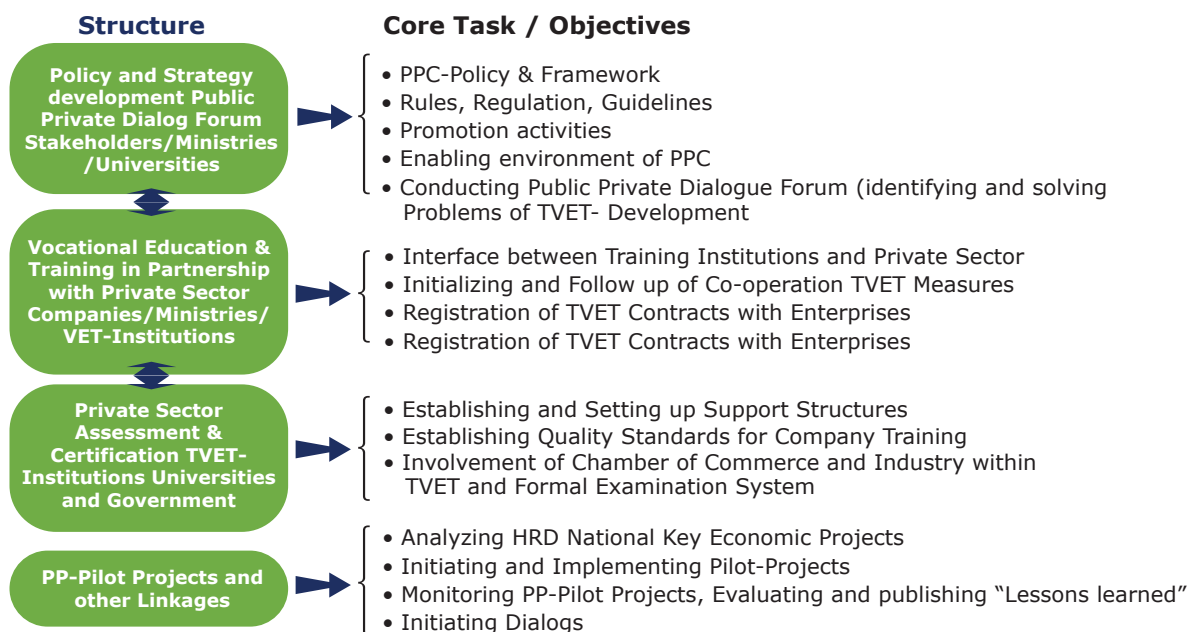 Structure
Core Task / Objectives
Policy and Strategy
development Public
Private Dialog Forum
Stakeholders/Ministries
/Universities
• PPC-Policy & Framework
• Rules, Regulation, Guidelines
• Promotion activities
• Enabling environment of PPC
• Conducting Public Private Dialogue Forum (identifying and solving
Problems of TVET- Development
Vocational Education &
Training in Partnership
with Private Sector
Companies/Ministries/
VET-Institutions
• Interface between Training Institutions and Private Sector
• Initializing and Follow up of Co-operation TVET Measures
• Registration of TVET Contracts with Enterprises
• Registration of TVET Contracts with Enterprises
Private Sector
Assessment &
Certification TVET-
Institutions Universities
and Government
• Establishing and Setting up Support Structures
• Establishing Quality Standards for Company Training
• Involvement of Chamber of Commerce and Industry within
TVET and Formal Examination System
PP-Pilot Projects and
other Linkages
• Analyzing HRD National Key Economic Projects
• Initiating and Implementing Pilot-Projects
• Monitoring PP-Pilot Projects, Evaluating and publishing “Lessons learned”
• Initiating Dialogs